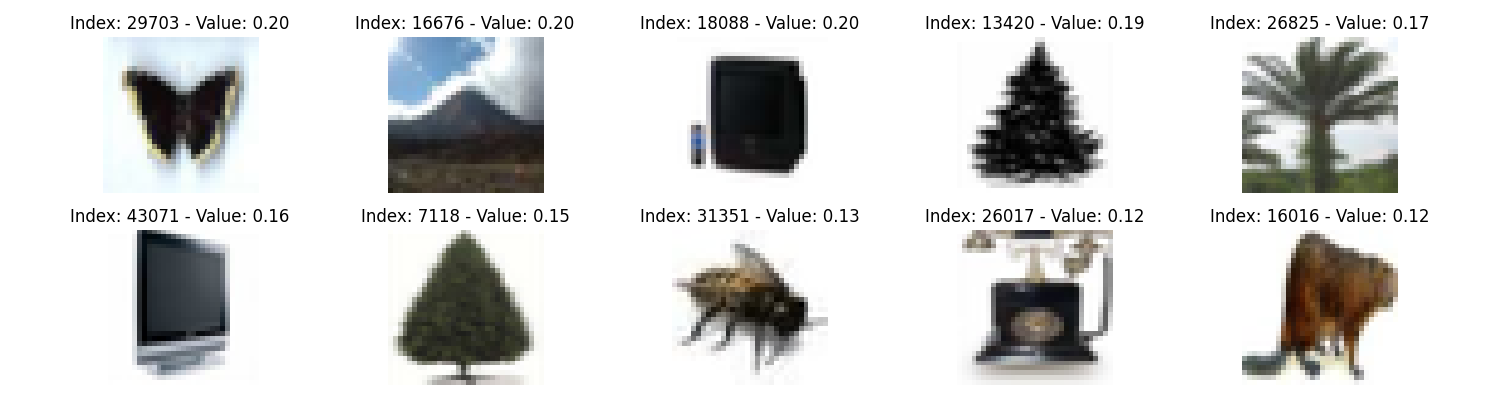 Index: 29703 - Value: 0.20
Index: 16676 - Value: 0.20
Index: 18088 - Value: 0.20
Index: 13420 - Value: 0.19
Index: 26825 - Value: 0.17
Index: 43071 - Value: 0.16
Index: 7118 - Value: 0.15
Index: 31351 - Value: 0.13
Index: 26017 - Value: 0.12
Index: 16016 - Value: 0.12